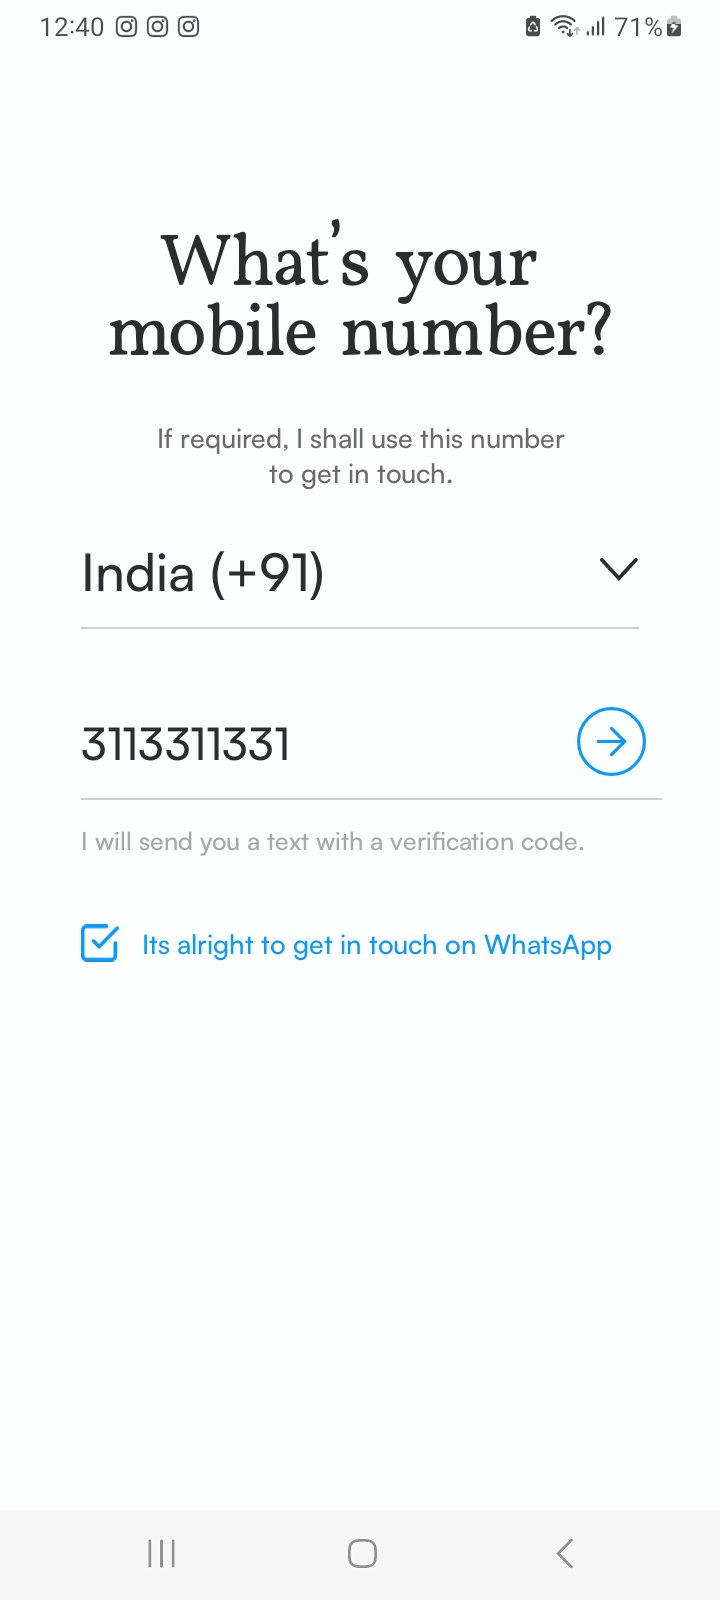 12:40
71%
What's your
mobile number?
If required, I shall use this number
to get in touch.
India (+91)
3113311331
I will send you a text with a verification code.
Its alright to get in touch on WhatsApp